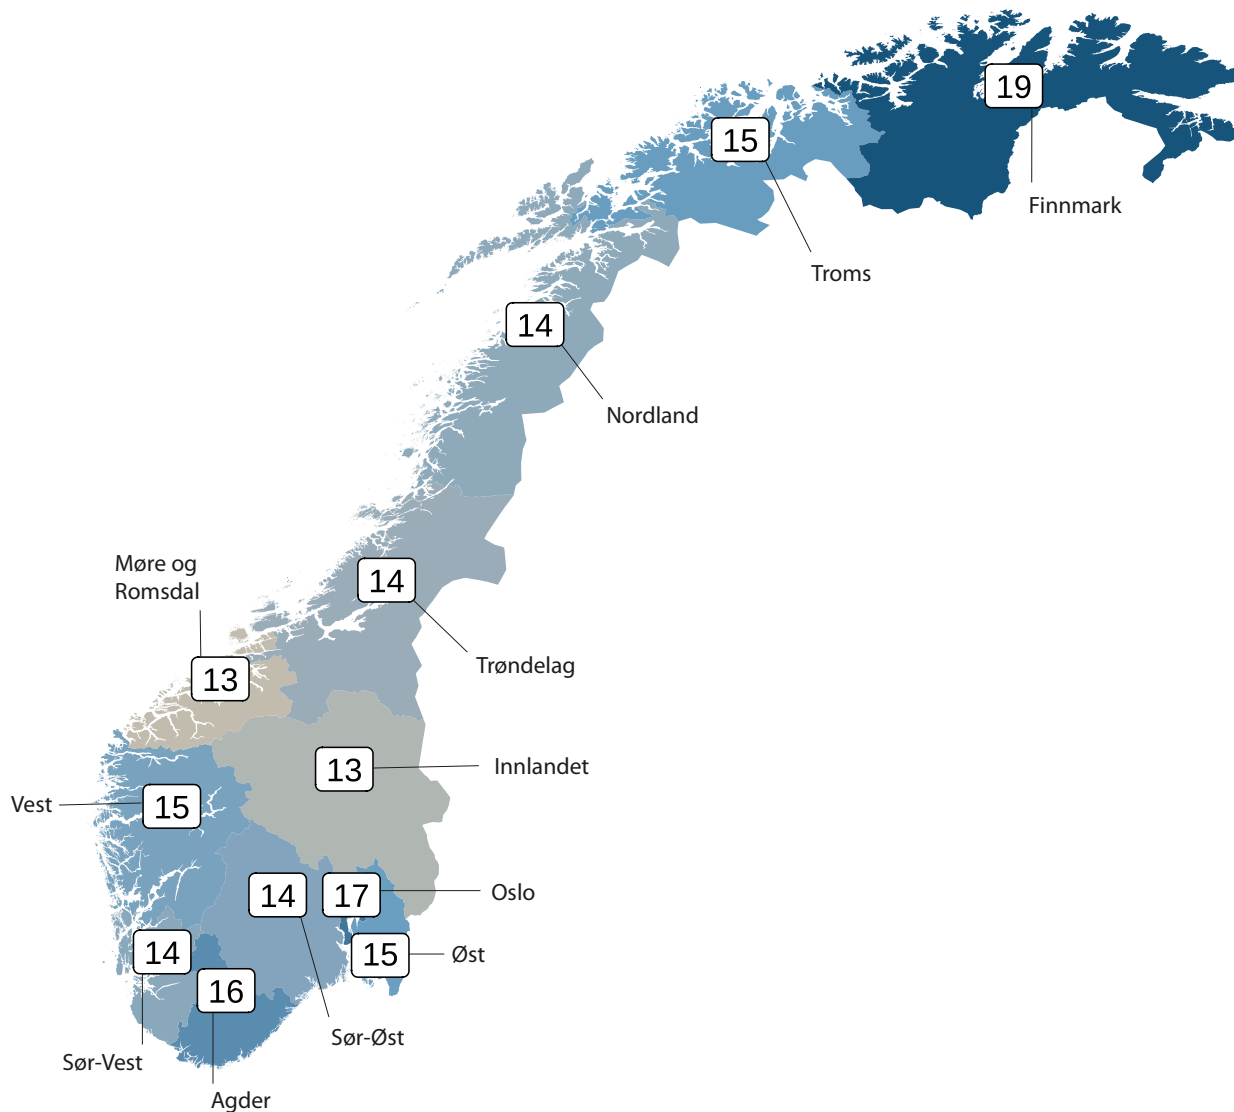 19
Finnmark
15
Troms
14
Nordland
14
Trøndelag
Møre og
Romsdal
13
13
Innlandet
Vest
15
14
17
Oslo
14
15
Øst
16
Sør-Øst
Sør-Vest
Agder